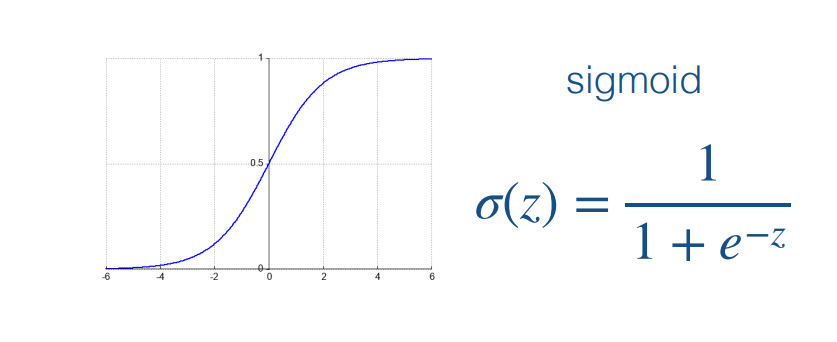 1
0.5
0
-6 -4 -2 0 2 4 6
sigmoid
σ(z) = 1 / (1 + e^{-z})